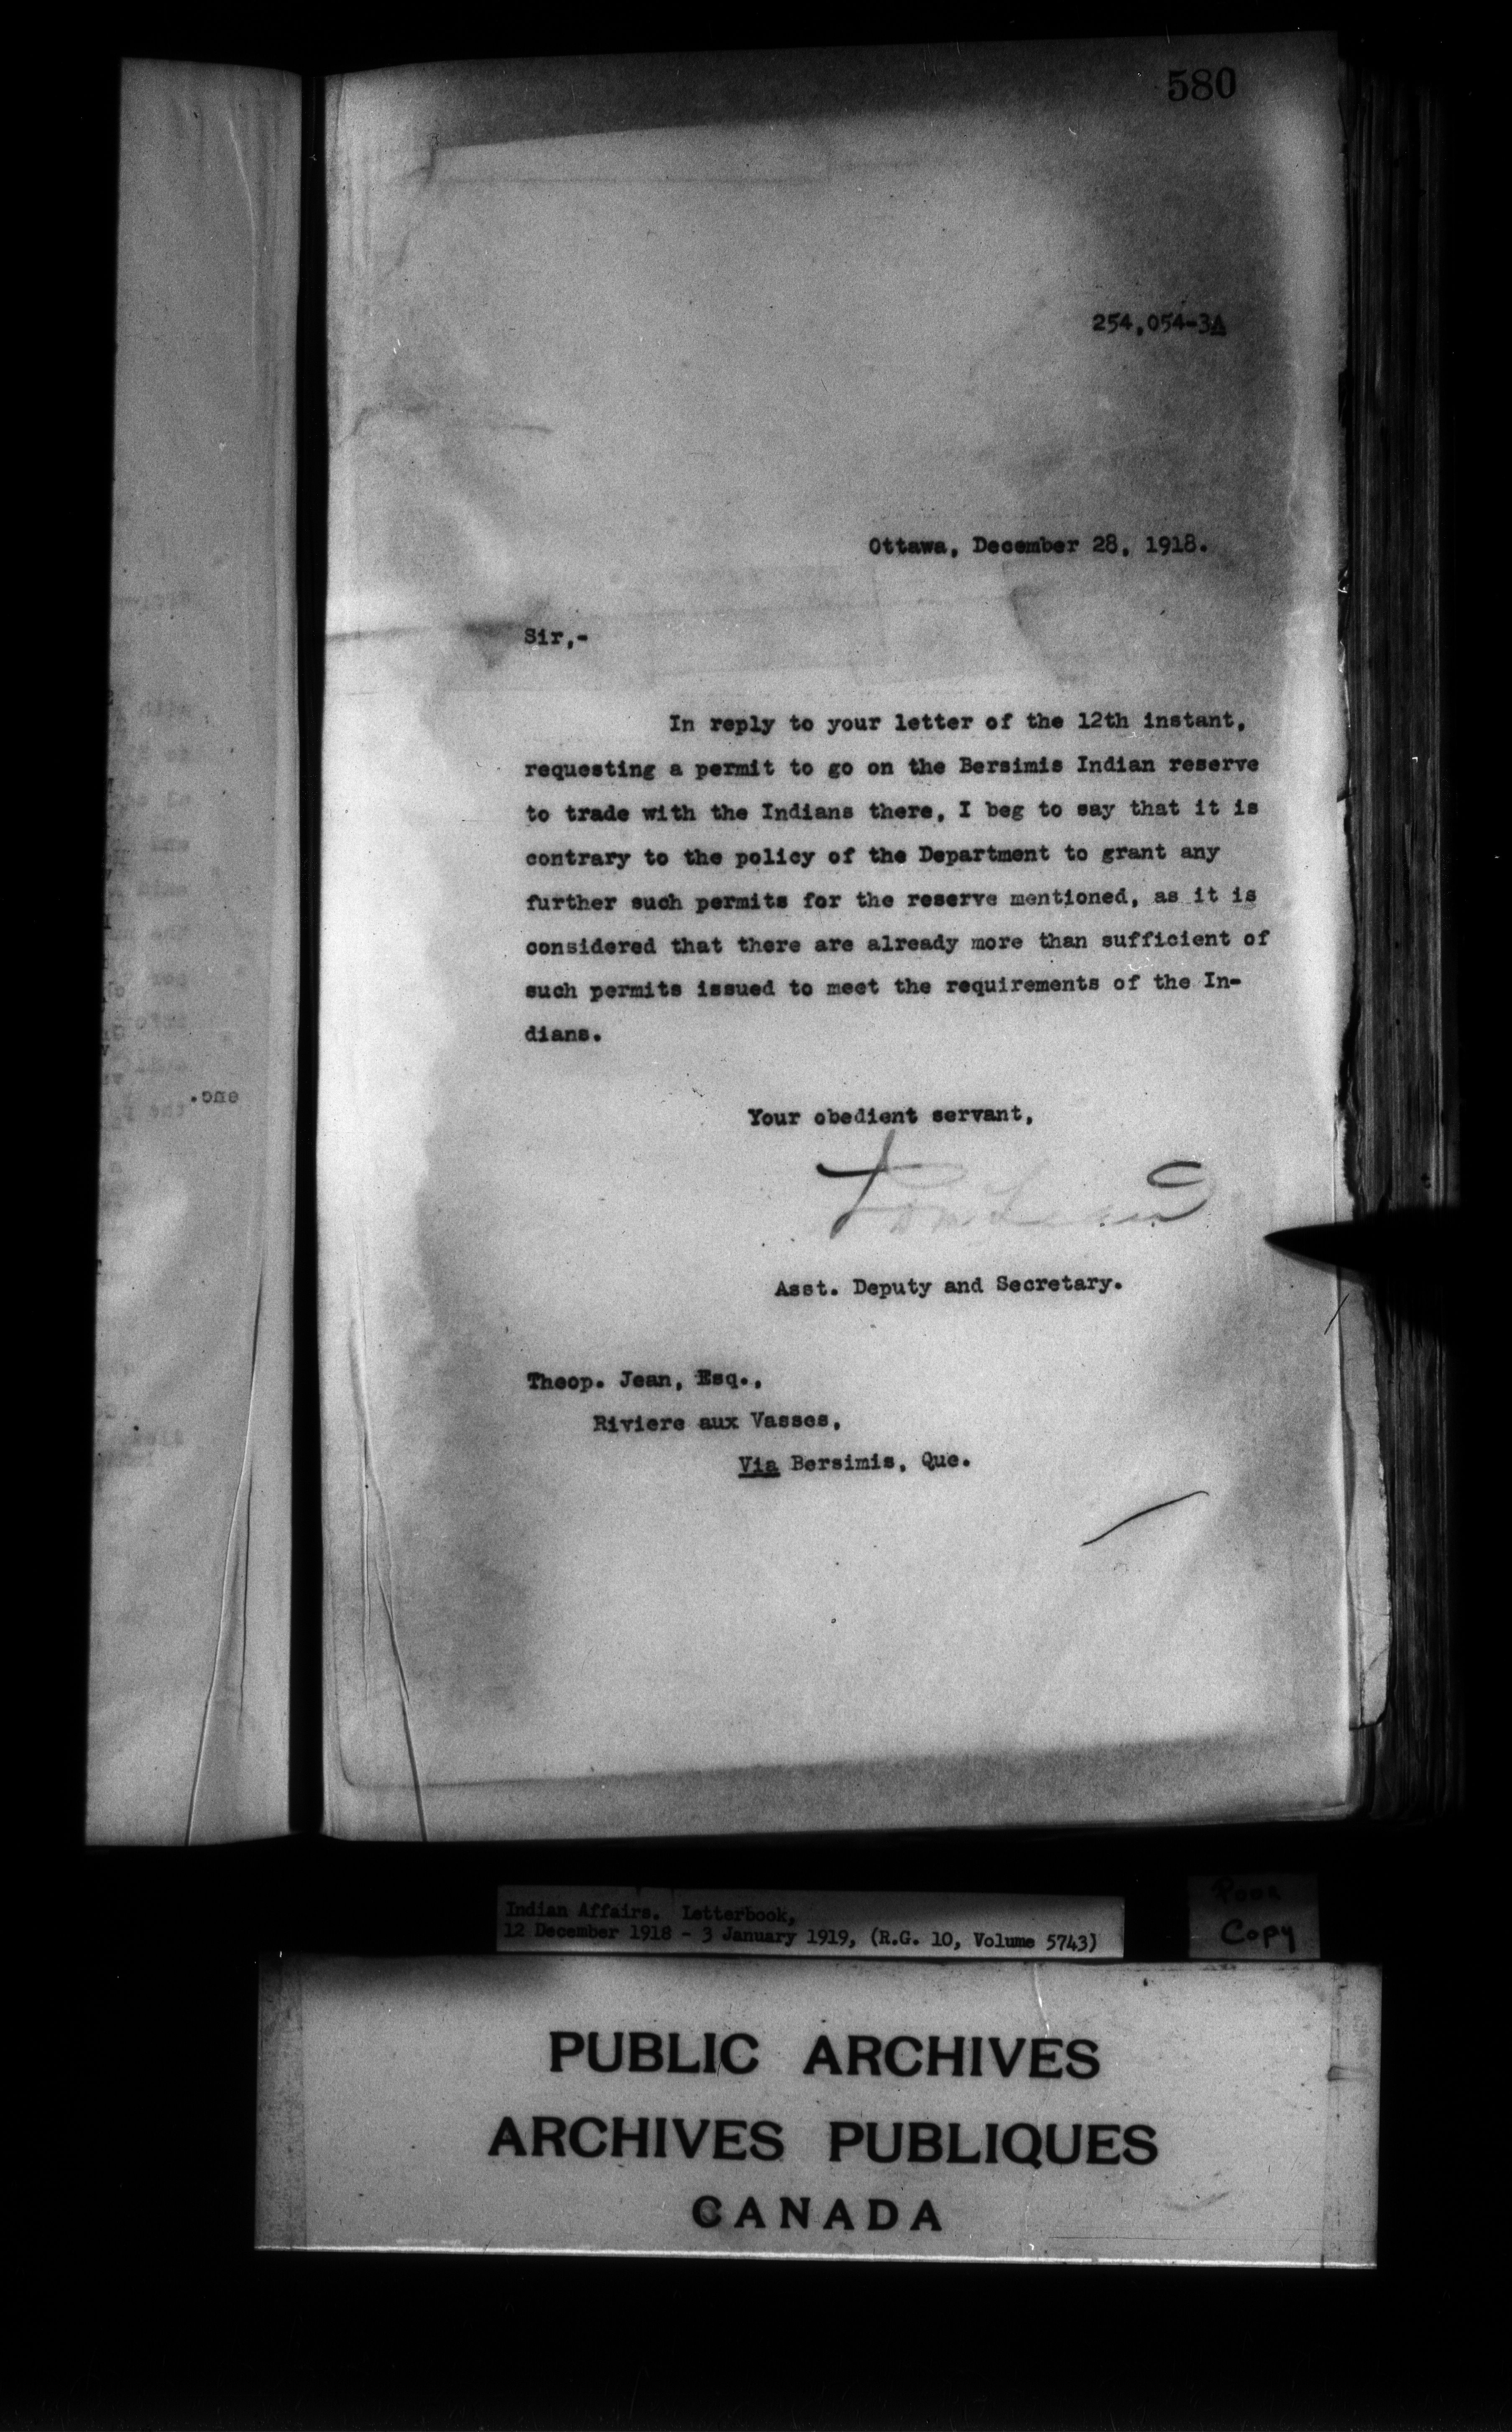 580
254,054-3A
Ottawa, December 28, 1918.
Sir,-
In reply to your letter of the 12th instant,
requesting a permit to go on the Bersimis Indian reserve
to trade with the Indians there, I beg to say that it is
contrary to the policy of the Department to grant any
further such permits for the reserve mentioned, as it is
considered that there are already more than sufficient of
such permits issued to meet the requirements of the In-
dians.
Your obedient servant,
Asst. Deputy and Secretary.
Theop. Jean, Esq.,
Riviere aux Vasses,
Via Bersimis, Que.
enc.
Indian Affairs. Letterbook,
12 December 1918 - 3 January 1919, (R.G. 10, Volume 5743)
Poor
Copy
PUBLIC ARCHIVES
ARCHIVES PUBLIQUES
CANADA